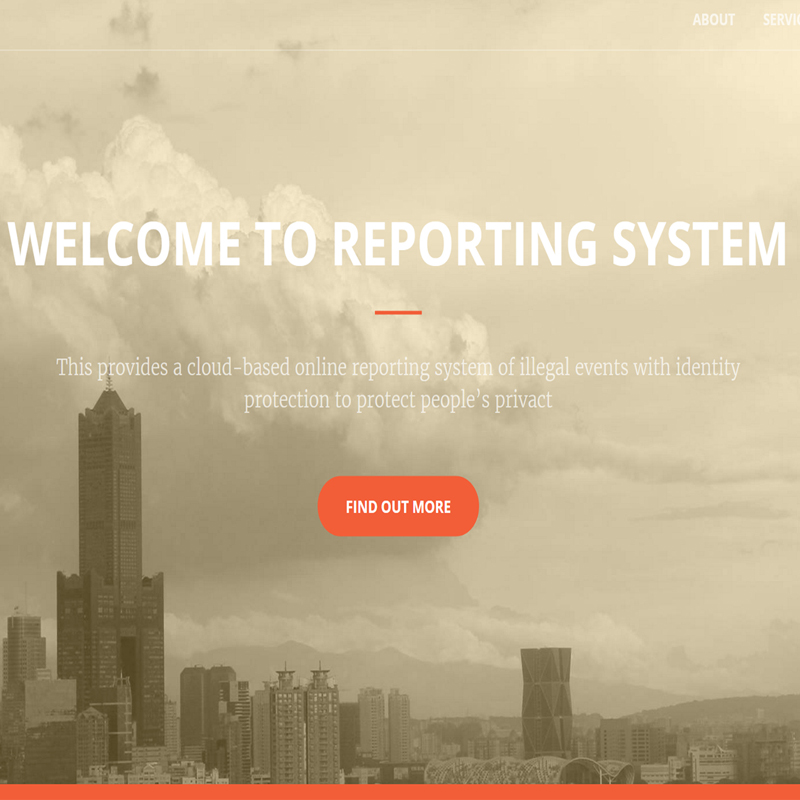 ABOUT
WELCOME TO REPORTING SYSTEM
This provides a cloud-based online reporting system of illegal events with identity
protection to protect people's privact
FIND OUT MORE